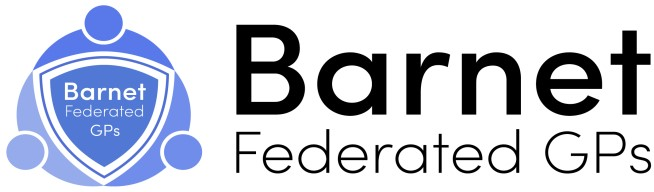 Barnet
Federated
GPs
Barnet
Federated GPs